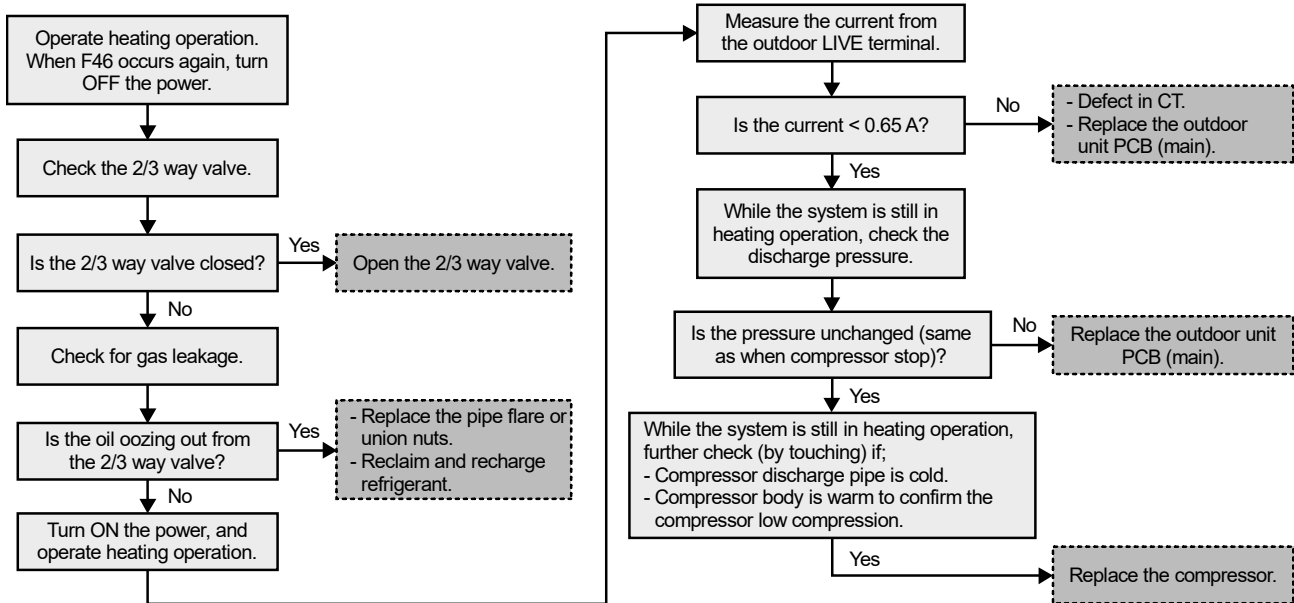 Operate heating operation.
When F46 occurs again, turn
OFF the power.
Check the 2/3 way valve.
Is the 2/3 way valve closed?
Yes
Open the 2/3 way valve.
No
Check for gas leakage.
Is the oil oozing out from
the 2/3 way valve?
Yes
- Replace the pipe flare or
union nuts.
- Reclaim and recharge
refrigerant.
No
Turn ON the power, and
operate heating operation.
Measure the current from
the outdoor LIVE terminal.
Is the current < 0.65 A?
No
- Defect in CT.
- Replace the outdoor
unit PCB (main).
Yes
While the system is still in
heating operation, check the
discharge pressure.
Is the pressure unchanged (same
as when compressor stop)?
No
Replace the outdoor unit
PCB (main).
Yes
While the system is still in heating operation,
further check (by touching) if;
- Compressor discharge pipe is cold.
- Compressor body is warm to confirm the
compressor low compression.
Yes
Replace the compressor.